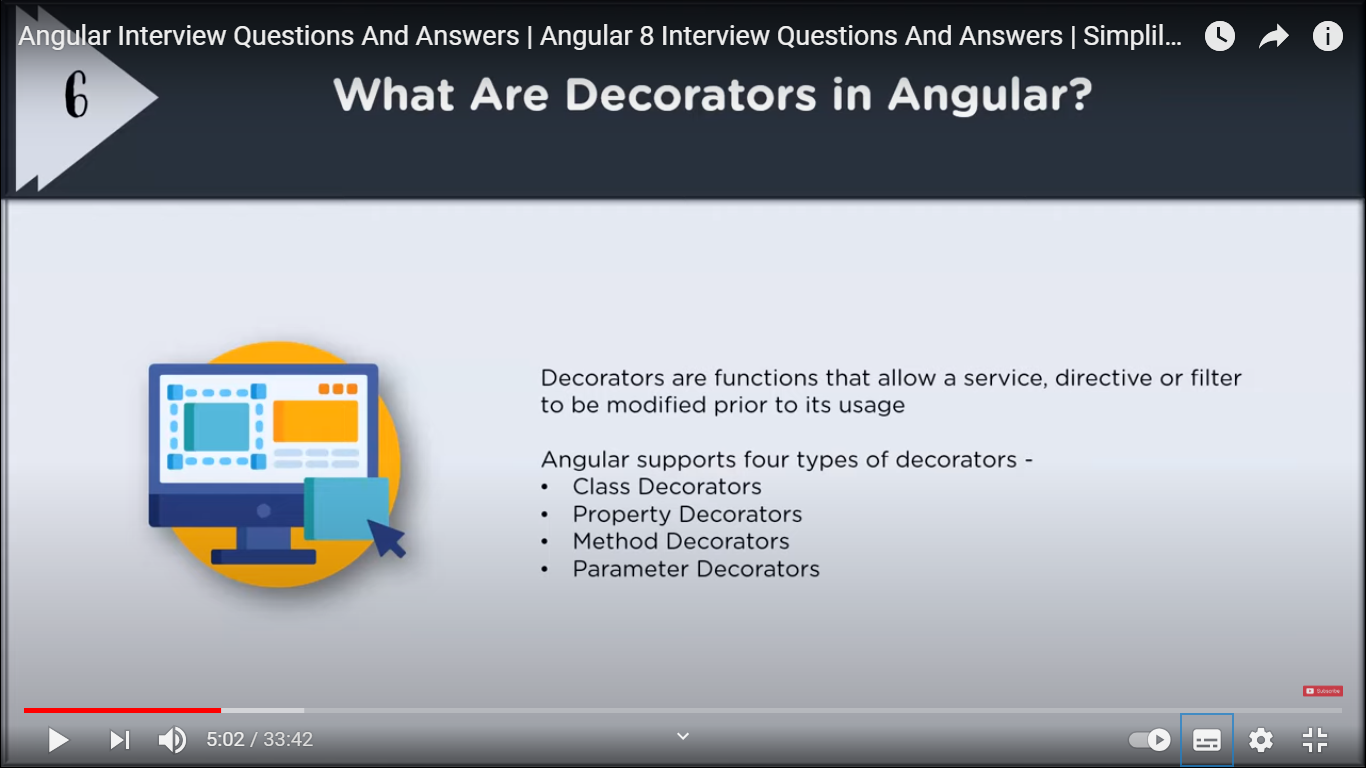 Angular Interview Questions And Answers | Angular 8 Interview Questions And Answers | Simplil...
6
What Are Decorators in Angular?
Decorators are functions that allow a service, directive or filter
to be modified prior to its usage
Angular supports four types of decorators -
• Class Decorators
• Property Decorators
• Method Decorators
• Parameter Decorators
Subscribe
5:02 / 33:42